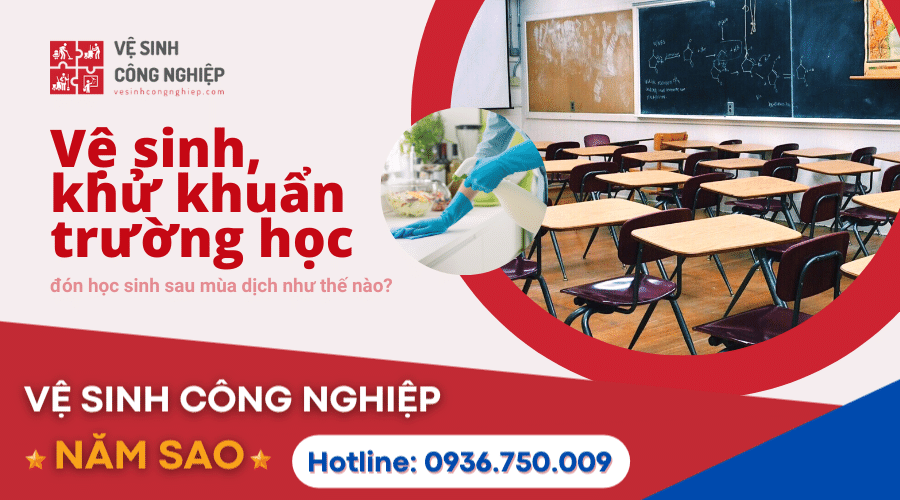 VỆ SINH
CÔNG NGHIỆP
vesinhcongnghiep.com
Vệ sinh,
khử khuẩn
trường học
đón học sinh sau mùa dịch như thế nào?
VỆ SINH CÔNG NGHIỆP
NĂM SAO
Hotline: 0936.750.009